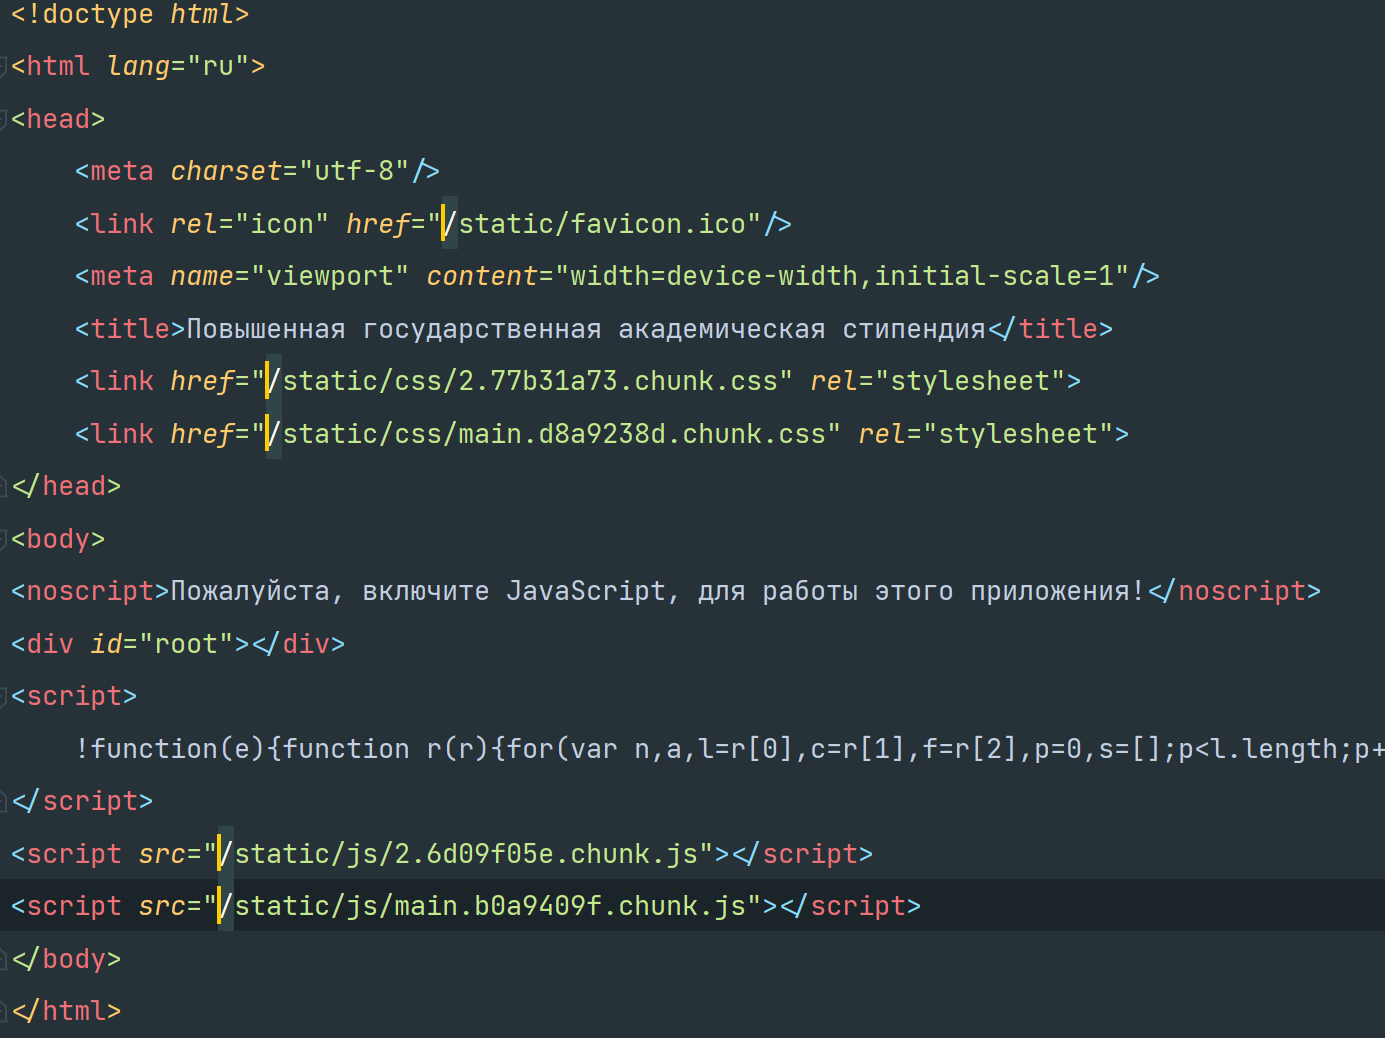 <!doctype html>
<html lang="ru">
<head>
    <meta charset="utf-8"/>
    <link rel="icon" href="/static/favicon.ico"/>
    <meta name="viewport" content="width=device-width,initial-scale=1"/>
    <title>Повышенная государственная академическая стипендия</title>
    <link href="/static/css/2.77b31a73.chunk.css" rel="stylesheet">
    <link href="/static/css/main.d8a9238d.chunk.css" rel="stylesheet">
</head>
<body>
<noscript>Пожалуйста, включите JavaScript, для работы этого приложения!</noscript>
<div id="root"></div>
<script>
    !function(e){function r(r){for(var n,a,l=r[0],c=r[1],f=r[2],p=0,s=[];p<l.length;p+
</script>
<script src="/static/js/2.6d09f05e.chunk.js"></script>
<script src="/static/js/main.b0a9409f.chunk.js"></script>
</body>
</html>